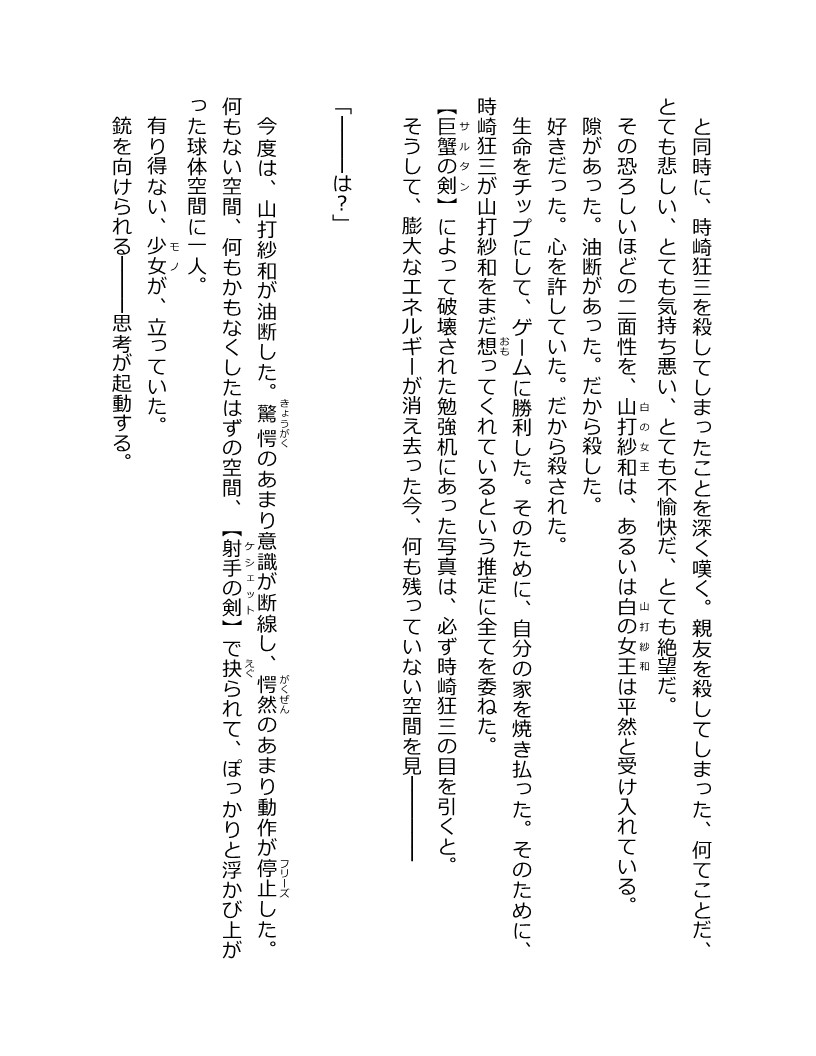 と同時に、時崎狂三を殺してしまったことを深く嘆く。親友を殺してしまった、何てことだ、
とても悲しい、とても気持ち悪い、とても不愉快だ、とても絶望だ。
　その恐ろしいほどの二面性を、山打紗和《白の女王》は、あるいは白の女王《山打紗和》は平然と受け入れている。
　隙があった。油断があった。だから殺した。
　好きだった。心を許していた。だから殺された。
　生命をチップにして、ゲームに勝利した。そのために、自分の家を焼き払った。そのために、
時崎狂三が山打紗和をまだ想《おも》ってくれているという推定に全てを委ねた。
【巨蟹の剣《サルタン》】によって破壊された勉強机にあった写真は、必ず時崎狂三の目を引くと。
　そうして、膨大なエネルギーが消え去った今、何も残っていない空間を見――――
「――は？」
　今度は、山打紗和が油断した。驚愕《きょうがく》のあまり意識が断線し、愕然《がくぜん》のあまり動作が停止《フリーズ》した。
何もない空間、何もかもなくしたはずの空間、【射手の剣《ケシェット》】で抉《えぐ》られて、ぽっかりと浮かび上が
った球体空間に一人。
　有り得ない、少女《モノ》が、立っていた。
　銃を向けられる――思考が起動する。